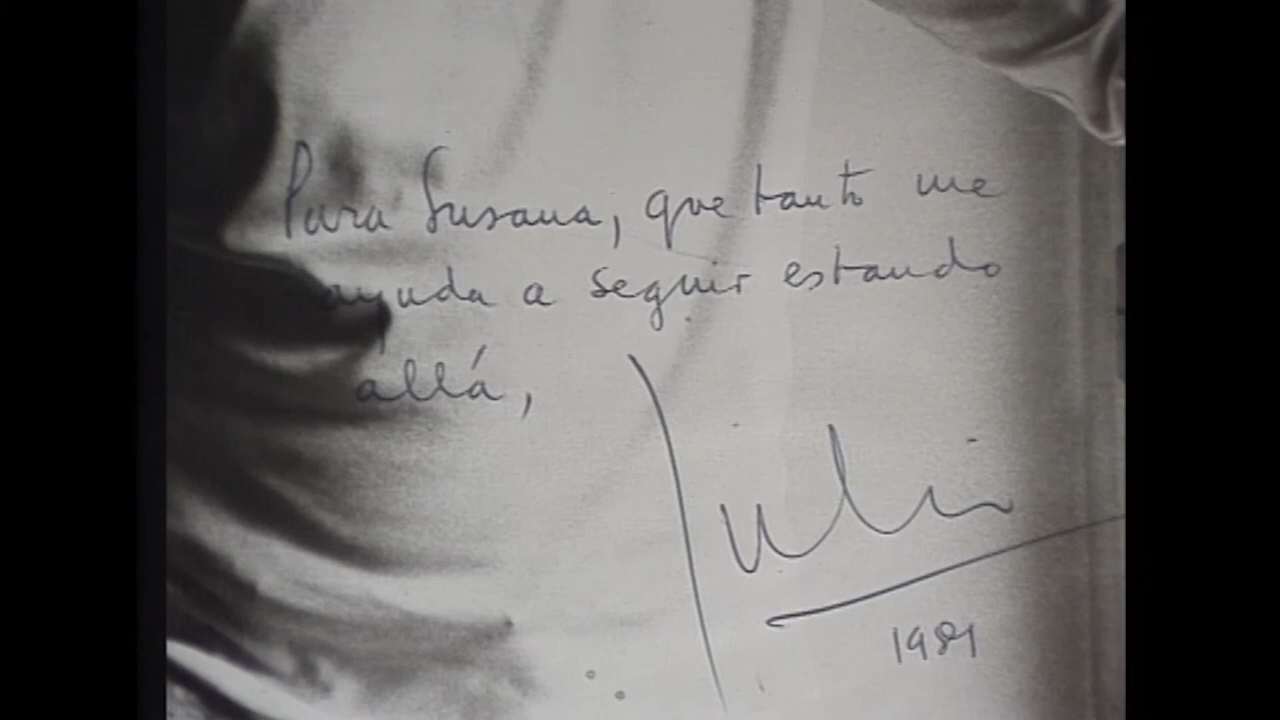 Para Susana, que tanto me
ayuda a seguir estando
allá,
Julio
1981